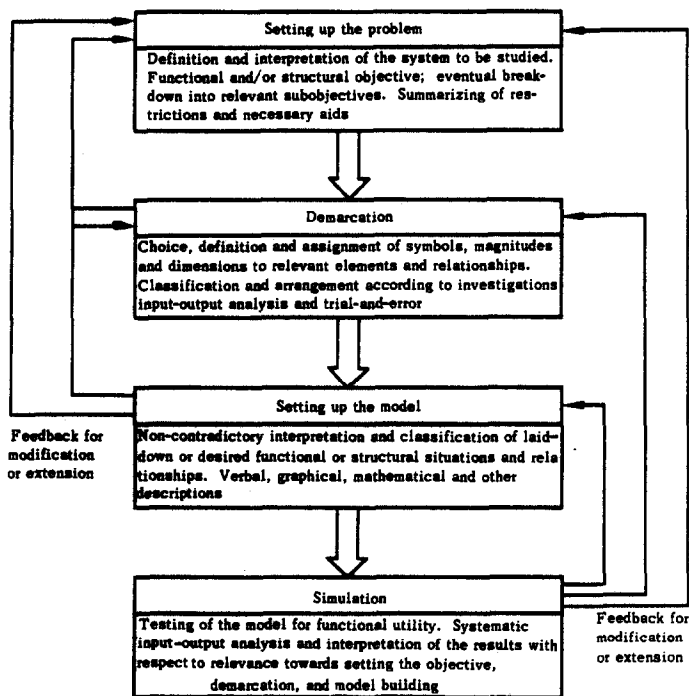 Setting up the problem
Definition and interpretation of the system to be studied.
Functional and/or structural objective; eventual break-
down into relevant subobjectives. Summarizing of res-
trictions and necessary aids
Demarcation
Choice, definition and assignment of symbols, magnitudes
and dimensions to relevant elements and relationships.
Classification and arrangement according to investigations
input-output analysis and trial-and-error
Setting up the model
Non-contradictory interpretation and classification of laid-
down or desired functional or structural situations and rela
tionships. Verbal, graphical, mathematical and other
descriptions
Feedback for
modification
or extension
Simulation
Testing of the model for functional utility. Systematic
input-output analysis and interpretation of the results with
respect to relevance towards setting the objective,
demarcation, and model building
Feedback for
modification
or extension